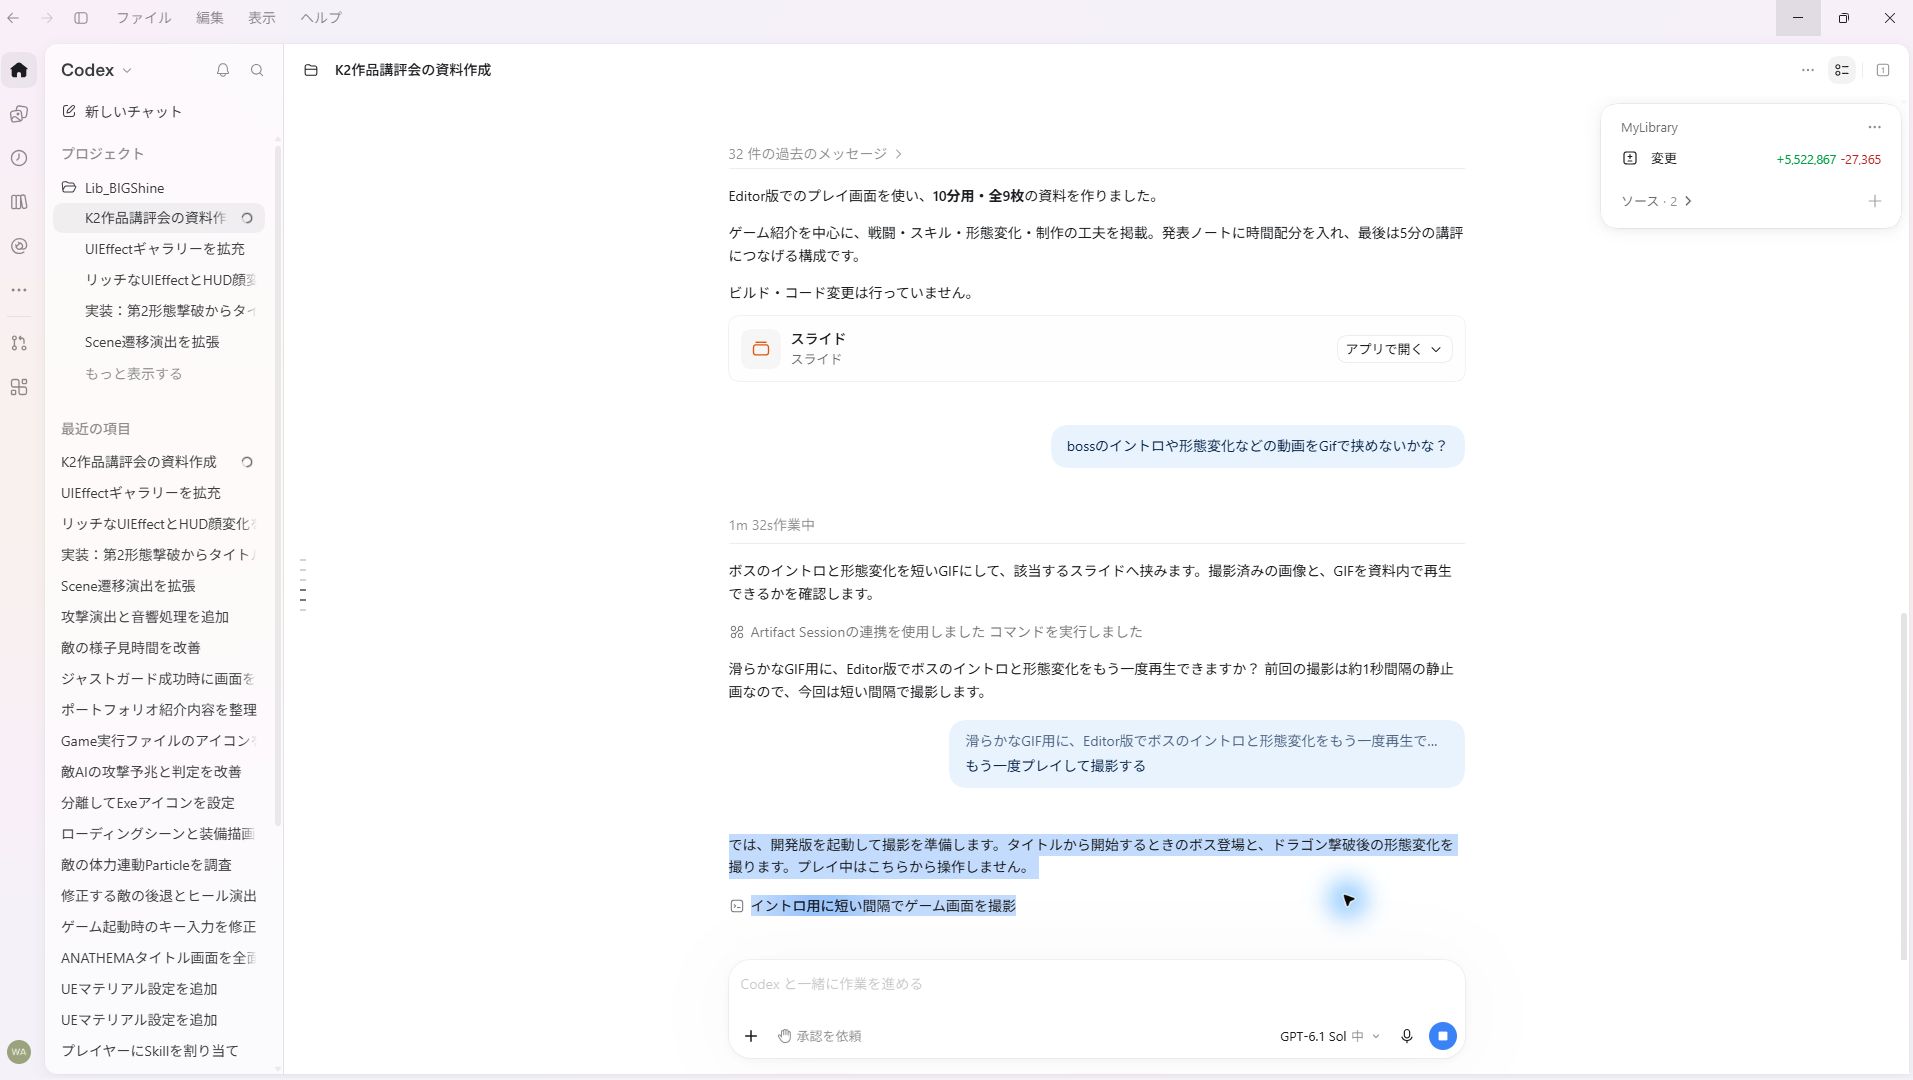 ファイル 編集 表示 ヘルプ
Codex
新しいチャット
プロジェクト
Lib_BIGShine
K2作品講評会の資料作
UIEffectギャラリーを拡充
リッチなUIEffectとHUD顔変
実装：第2形態撃破からタイ
Scene遷移演出を拡張
もっと表示する
最近の項目
K2作品講評会の資料作成
UIEffectギャラリーを拡充
リッチなUIEffectとHUD顔変化を
実装：第2形態撃破からタイトル
Scene遷移演出を拡張
攻撃演出と音響処理を追加
敵の様子見時間を改善
ジャストガード成功時に画面を
ポートフォリオ紹介内容を整理
Game実行ファイルのアイコンを
敵AIの攻撃予兆と判定を改善
分離してExeアイコンを設定
ローディングシーンと装備描画
敵の体力連動Particleを調査
修正する敵の後退とヒール演出
ゲーム起動時のキー入力を修正
ANATHEMAタイトル画面を全面
UEマテリアル設定を追加
UEマテリアル設定を追加
プレイヤーにSkillを割り当て
WA
K2作品講評会の資料作成
1
MyLibrary
変更 +5,522,867 -27,365
ソース · 2
32 件の過去のメッセージ
Editor版でのプレイ画面を使い、10分用・全9枚の資料を作りました。
ゲーム紹介を中心に、戦闘・スキル・形態変化・制作の工夫を掲載。発表ノートに時間配分を入れ、最後は5分の講評
につなげる構成です。
ビルド・コード変更は行っていません。
スライド
スライド
アプリで開く
bossのイントロや形態変化などの動画をGifで挟めないかな？
1m 32s作業中
ボスのイントロと形態変化を短いGIFにして、該当するスライドへ挟みます。撮影済みの画像と、GIFを資料内で再生
できるかを確認します。
Artifact Sessionの連携を使用しました コマンドを実行しました
滑らかなGIF用に、Editor版でボスのイントロと形態変化をもう一度再生できますか？ 前回の撮影は約1秒間隔の静止
画なので、今回は短い間隔で撮影します。
滑らかなGIF用に、Editor版でボスのイントロと形態変化をもう一度再生で...
もう一度プレイして撮影する
では、開発版を起動して撮影を準備します。タイトルから開始するときのボス登場と、ドラゴン撃破後の形態変化を
撮ります。プレイ中はこちらから操作しません。
イントロ用に短い間隔でゲーム画面を撮影
Codex と一緒に作業を進める
承認を依頼
GPT-6.1 Sol 中